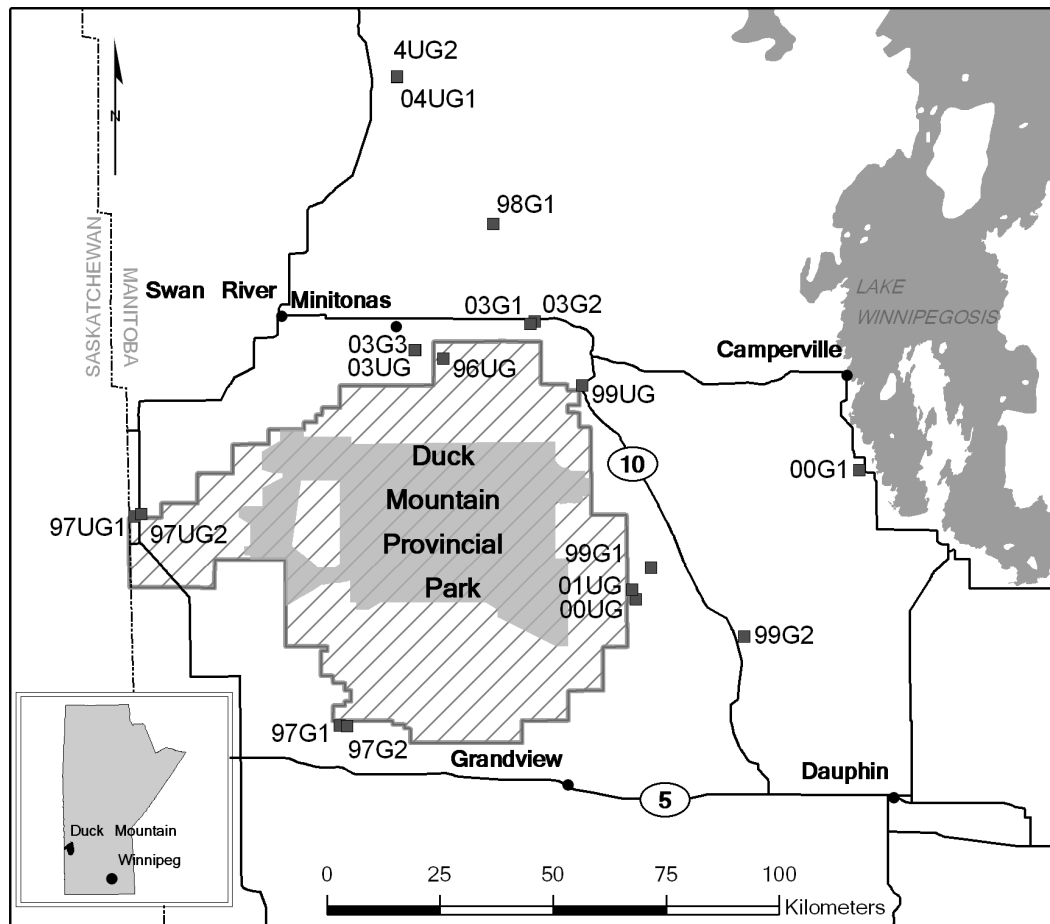 4UG2
04UG1
N
98G1
SASKATCHEWAN
MANITOBA
Swan River
Minitonas
03G1
03G2
LAKE
WINNIPEGOSIS
03G3
03UG
96UG
Camperville
99UG
Duck
Mountain
Provincial
Park
10
00G1
97UG1
97UG2
99G1
01UG
00UG
99G2
97G1
97G2
Grandview
Dauphin
5
Duck Mountain
Winnipeg
0 25 50 75 100
Kilometers